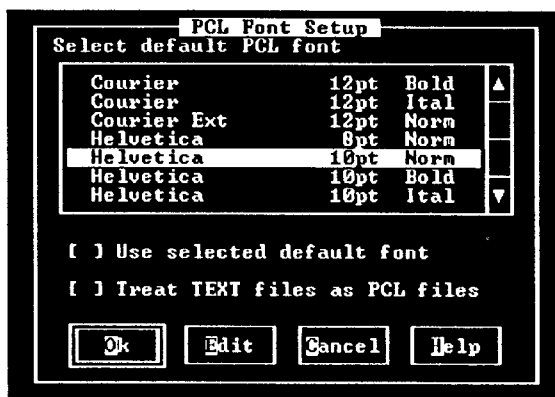 PCL Font Setup
Select default PCL font
Courier 12pt Bold
Courier 12pt Ital
Courier Ext 12pt Norm
Helvetica 8pt Norm
Helvetica 10pt Norm
Helvetica 10pt Bold
Helvetica 10pt Ital
[ ] Use selected default font
[ ] Treat TEXT files as PCL files
Ok Edit Cancel Help